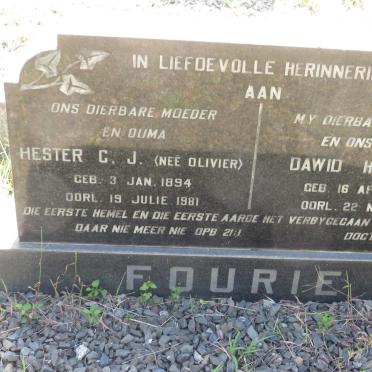 IN LIEFDEVOLLE HERINNERI
AAN
ONS DIERBARE MOEDER
EN OUMA
HESTER C. J. (NEÉ OLIVIER)
GEB. 3 JAN. 1894
OORL. 19 JULIE 1981
MY DIERBA
EN ONS
DAWID H
GEB 16 AP
OORL. 22 M
DIE EERSTE HEMEL EN DIE EERSTE AARDE HET VERBYGEGAAN
DAAR NIE MEER NIE OPB 21:1
DOCT
FOURIE